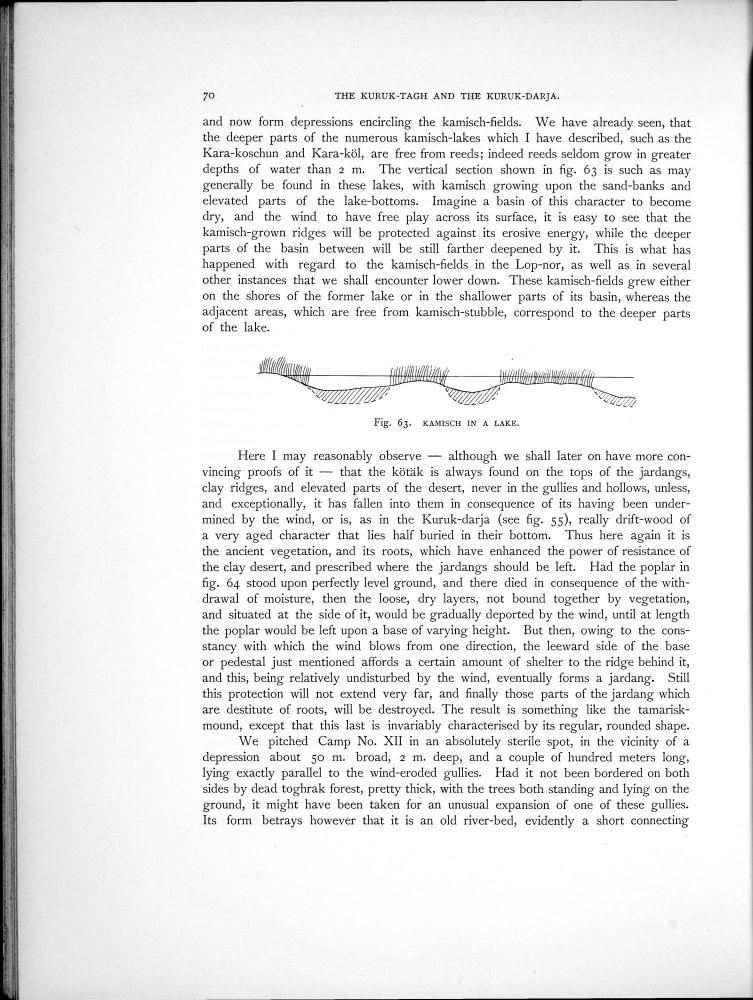 70 THE KURUK-TAGH AND THE KURUK-DARJA.
and now form depressions encircling the kamisch-fields. We have already seen, that
the deeper parts of the numerous kamisch-lakes which I have described, such as the
Kara-koschun and Kara-köl, are free from reeds; indeed reeds seldom grow in greater
depths of water than 2 m. The vertical section shown in fig. 63 is such as may
generally be found in these lakes, with kamisch growing upon the sand-banks and
elevated parts of the lake-bottoms. Imagine a basin of this character to become
dry, and the wind to have free play across its surface, it is easy to see that the
kamisch-grown ridges will be protected against its erosive energy, while the deeper
parts of the basin between will be still farther deepened by it. This is what has
happened with regard to the kamisch-fields in the Lop-nor, as well as in several
other instances that we shall encounter lower down. These kamisch-fields grew either
on the shores of the former lake or in the shallower parts of its basin, whereas the
adjacent areas, which are free from kamisch-stubble, correspond to the deeper parts
of the lake.
Fig. 63. KAMISCH IN A LAKE.
Here I may reasonably observe — although we shall later on have more con-
vincing proofs of it — that the kötäk is always found on the tops of the jardangs,
clay ridges, and elevated parts of the desert, never in the gullies and hollows, unless,
and exceptionally, it has fallen into them in consequence of its having been under-
mined by the wind, or is, as in the Kuruk-darja (see fig. 55), really drift-wood of
a very aged character that lies half buried in their bottom. Thus here again it is
the ancient vegetation, and its roots, which have enhanced the power of resistance of
the clay desert, and prescribed where the jardangs should be left. Had the poplar in
fig. 64 stood upon perfectly level ground, and there died in consequence of the with-
drawal of moisture, then the loose, dry layers, not bound together by vegetation,
and situated at the side of it, would be gradually deported by the wind, until at length
the poplar would be left upon a base of varying height. But then, owing to the cons-
stancy with which the wind blows from one direction, the leeward side of the base
or pedestal just mentioned affords a certain amount of shelter to the ridge behind it,
and this, being relatively undisturbed by the wind, eventually forms a jardang. Still
this protection will not extend very far, and finally those parts of the jardang which
are destitute of roots, will be destroyed. The result is something like the tamarisk-
mound, except that this last is invariably characterised by its regular, rounded shape.
We pitched Camp No. XII in an absolutely sterile spot, in the vicinity of a
depression about 50 m. broad, 2 m. deep, and a couple of hundred meters long,
lying exactly parallel to the wind-eroded gullies. Had it not been bordered on both
sides by dead toghrak forest, pretty thick, with the trees both standing and lying on the
ground, it might have been taken for an unusual expansion of one of these gullies.
Its form betrays however that it is an old river-bed, evidently a short connecting